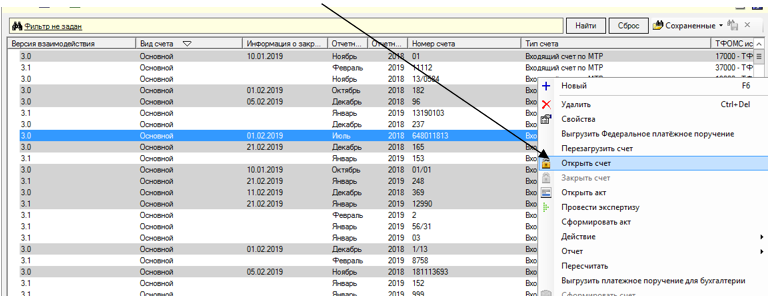 Фильтр не задан Найти Сброс Сохраненные
Версия взаимодействия Вид счета Информация о закр... Отчетн... Отчетн... Номер счета Тип счета ТФОМС ис
3.0 Основной 10.01.2019 Ноябрь 2018 01 Входящий счет по МТР 17000 - ТФ
3.1 Основной Февраль 2019 11112 Входящий счет по МТР 37000 - ТФ
3.0 Основной Ноябрь 2018 13/0584
3.0 Основной 01.02.2019 Октябрь 2018 182 Вхо
3.0 Основной 05.02.2019 Декабрь 2018 96 Вхо
3.1 Основной Январь 2019 13190103 Вхо
3.0 Основной Декабрь 2018 237 Вхо
3.0 Основной 01.02.2019 Июль 2018 648011813 Вхо
3.0 Основной 21.02.2019 Декабрь 2018 165 Вхо
3.1 Основной Январь 2019 153 Вхо
3.0 Основной 10.01.2019 Октябрь 2018 01/01 Вхо
3.1 Основной 21.02.2019 Январь 2019 248 Вхо
3.0 Основной 11.02.2019 Декабрь 2018 369 Вхо
3.1 Основной 21.02.2019 Январь 2019 12990 Вхо
3.1 Основной Февраль 2019 2 Вхо
3.1 Основной Январь 2019 56/31 Вхо
3.1 Основной Январь 2019 03 Вхо
3.0 Основной 01.02.2019 Декабрь 2018 1/13 Вхо
3.1 Основной Февраль 2019 8758 Вхо
3.0 Основной 05.02.2019 Ноябрь 2018 181113693 Вхо
3.1 Основной Январь 2019 152 Вхо
3.1 Основной Январь 2019 999 Вхо
Новый F6
Удалить Ctrl+Del
Свойства
Выгрузить Федеральное платёжное поручение
Перезагрузить счет
Открыть счет
Закрыть счет
Открыть акт
Провести экспертизу
Сформировать акт
Действие
Отчет
Пересчитать
Выгрузить платежное поручение для бухгалтерии
Сформировать счет